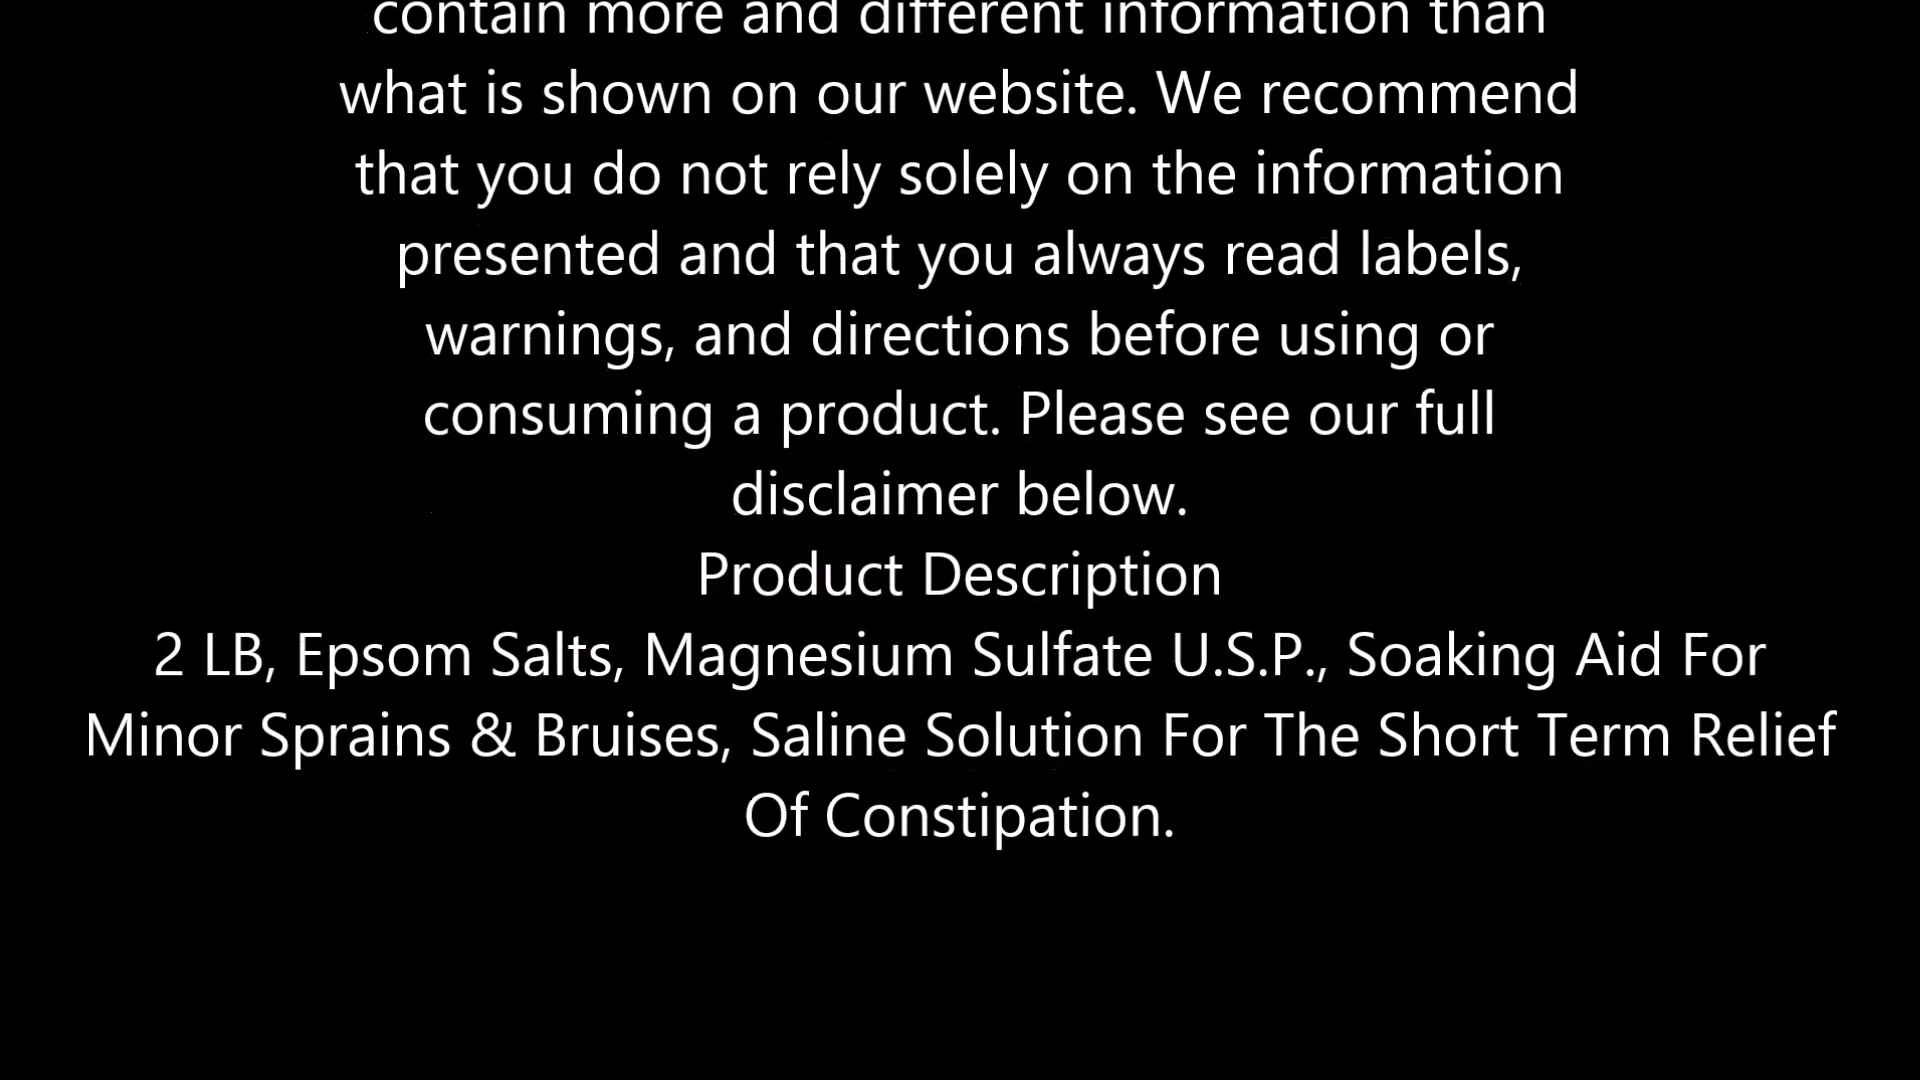 contain more and different information than
what is shown on our website. We recommend
that you do not rely solely on the information
presented and that you always read labels,
warnings, and directions before using or
consuming a product. Please see our full
disclaimer below.
Product Description
2 LB, Epsom Salts, Magnesium Sulfate U.S.P., Soaking Aid For
Minor Sprains & Bruises, Saline Solution For The Short Term Relief
Of Constipation.